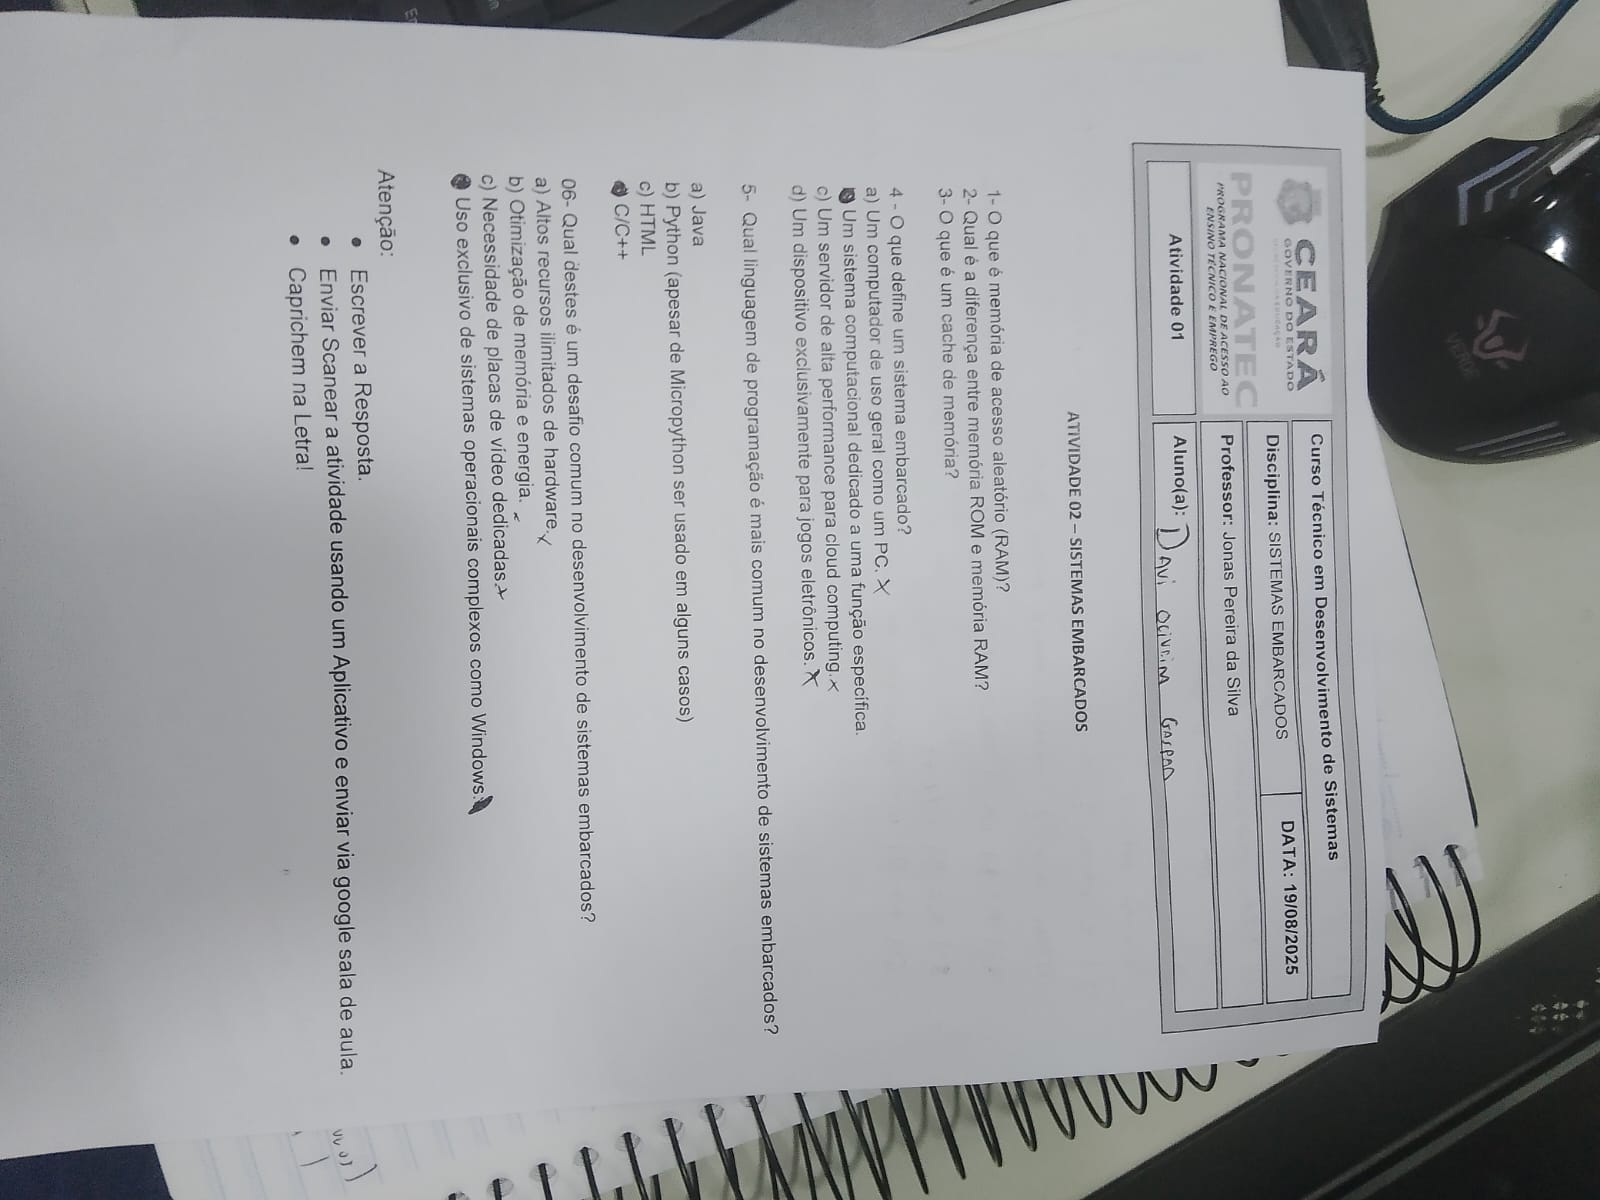 CEARÁ
GOVERNO DO ESTADO
PRONATEC
PROGRAMA NACIONAL DE ACESSO AO
ENSINO TÉCNICO E EMPREGO
Curso Técnico em Desenvolvimento de Sistemas
Disciplina: SISTEMAS EMBARCADOS
DATA: 19/08/2025
Professor: Jonas Pereira da Silva
Atividade 01
Aluno(a): DAvi Gaspar
ATIVIDADE 02 – SISTEMAS EMBARCADOS
1- O que é memória de acesso aleatório (RAM)?
2- Qual é a diferença entre memória ROM e memória RAM?
3- O que é um cache de memória?
4 - O que define um sistema embarcado?
a) Um computador de uso geral como um PC. X
Um sistema computacional dedicado a uma função específica.
c) Um servidor de alta performance para cloud computing. x
d) Um dispositivo exclusivamente para jogos eletrônicos. X
5- Qual linguagem de programação é mais comum no desenvolvimento de sistemas embarcados?
a) Java
b) Python (apesar de Micropython ser usado em alguns casos)
c) HTML
C/C++
06- Qual destes é um desafio comum no desenvolvimento de sistemas embarcados?
a) Altos recursos ilimitados de hardware. x
b) Otimização de memória e energia.
c) Necessidade de placas de vídeo dedicadas. x
Uso exclusivo de sistemas operacionais complexos como Windows.
Atenção:
• Escrever a Resposta.
• Enviar Scanear a atividade usando um Aplicativo e enviar via google sala de aula.
• Caprichem na Letra!